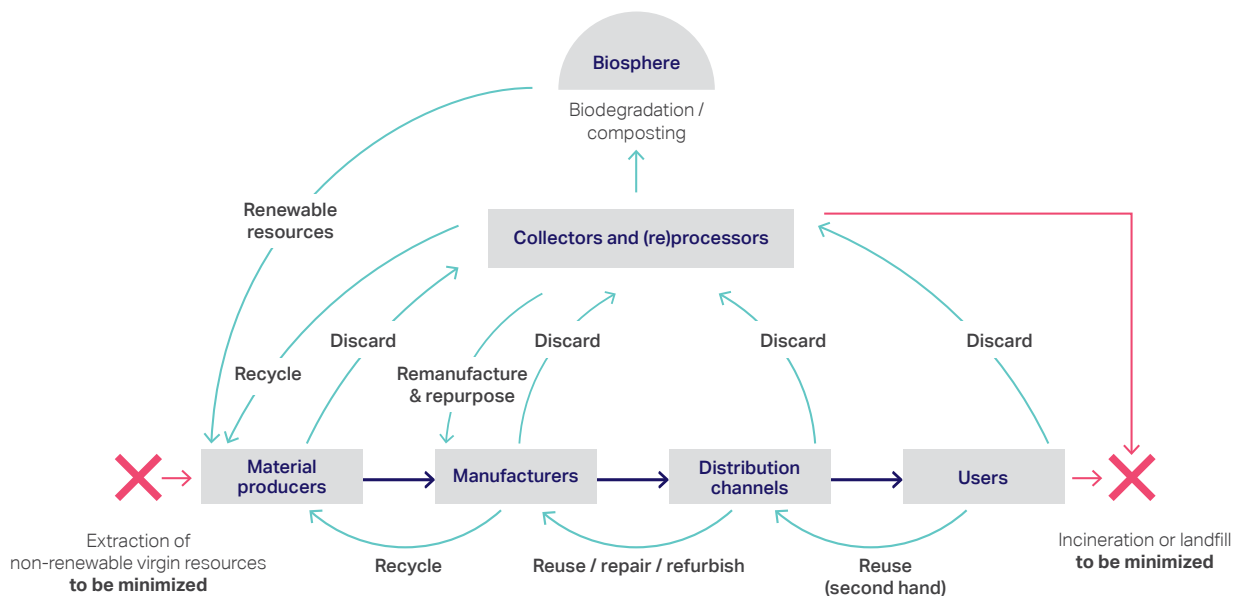 Biosphere
Biodegradation /
composting
Renewable
resources
Collectors and (re)processors
Discard
Discard
Discard
Discard
Recycle
Remanufacture
& repurpose
Material
producers
Manufacturers
Distribution
channels
Users
Extraction of
non-renewable virgin resources
to be minimized
Recycle
Reuse / repair / refurbish
Reuse
(second hand)
Incineration or landfill
to be minimized